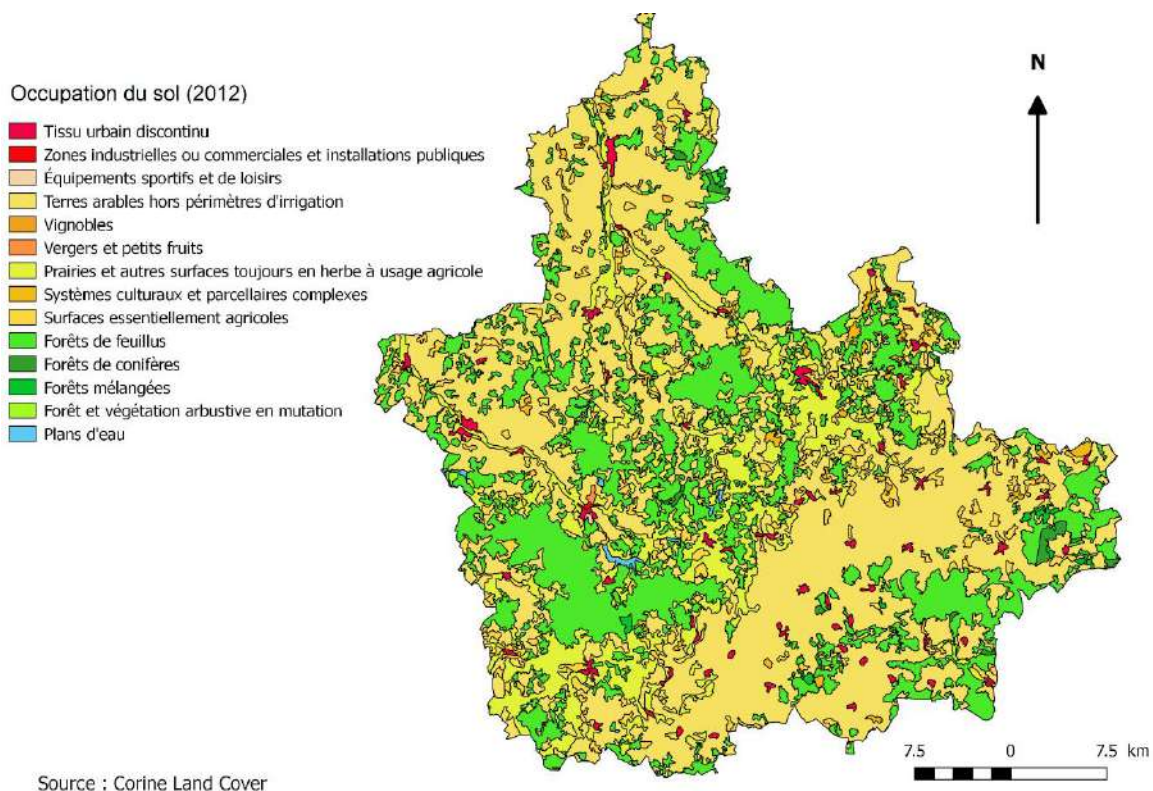 N
Occupation du sol (2012)
Tissu urbain discontinu
Zones industrielles ou commerciales et installations publiques
Équipements sportifs et de loisirs
Terres arables hors périmètres d'irrigation
Vignobles
Vergers et petits fruits
Prairies et autres surfaces toujours en herbe à usage agricole
Systèmes culturaux et parcellaires complexes
Surfaces essentiellement agricoles
Forêts de feuillus
Forêts de conifères
Forêts mélangées
Forêt et végétation arbustive en mutation
Plans d'eau
7.5 0 7.5 km
Source : Corine Land Cover